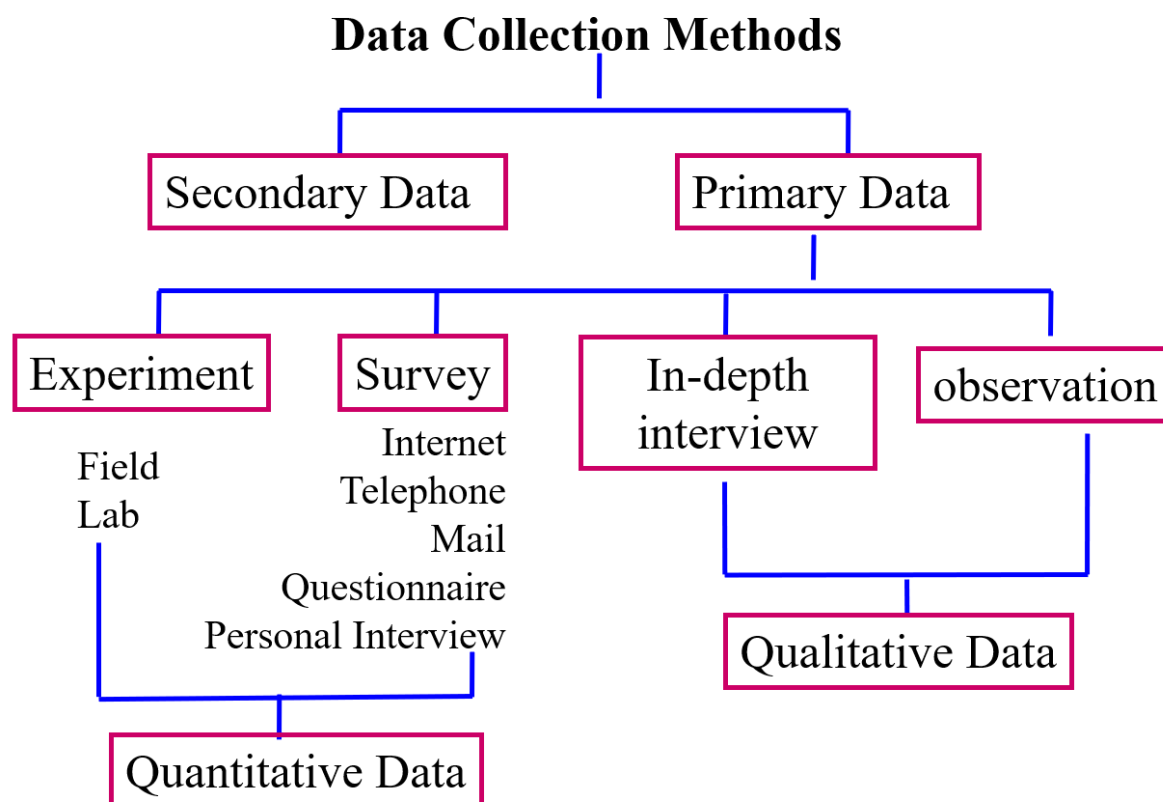 Data Collection Methods
Secondary Data
Primary Data
Experiment
Survey
In-depth
interview
observation
Field
Lab
Internet
Telephone
Mail
Questionnaire
Personal Interview
Qualitative Data
Quantitative Data